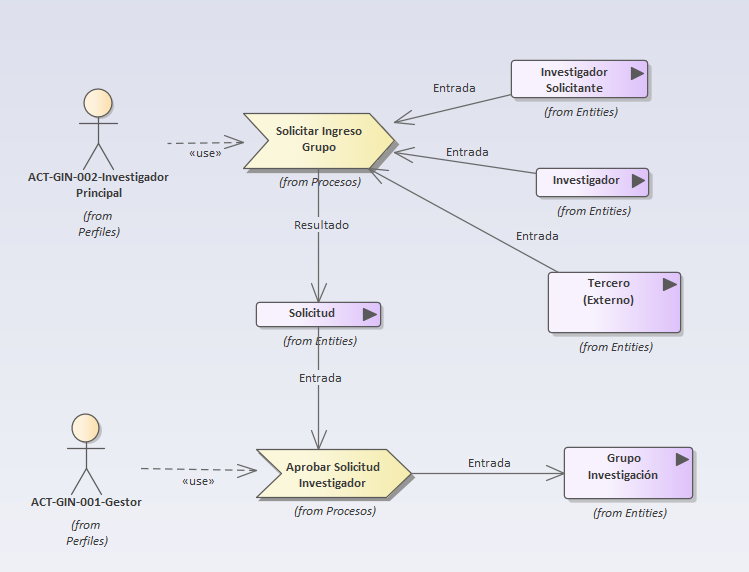 Investigador
Solicitante
(from Entities)
Entrada
Solicitar Ingreso
Grupo
(from Procesos)
«use»
ACT-GIN-002-Investigador
Principal
(from
Perfiles)
Entrada
Investigador
(from Entities)
Entrada
Tercero
(Externo)
(from Entities)
Resultado
Solicitud
(from Entities)
Entrada
Aprobar Solicitud
Investigador
(from Procesos)
«use»
ACT-GIN-001-Gestor
(from
Perfiles)
Entrada
Grupo
Investigación
(from Entities)